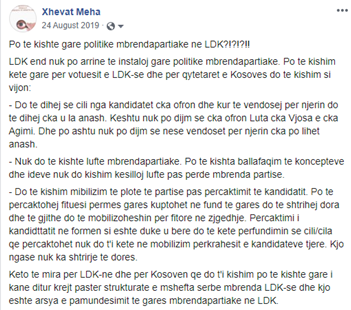 Xhevat Meha
24 August 2019 ·
Po te kishte gare politike mbrendapartiake ne LDK?!?!?!!
LDK end nuk po arrine te instaloj gare politike mbrendapartiake. Po te kishim
kete gare per votuesit e LDK-se dhe per qytetaret e Kosoves do te kishim si
vijon:
- Do te dihej se cili nga kandidatet cka ofron dhe kur te vendosej per njerin do
te dihej cka u la anash. Keshtu nuk po dijm se cka ofron Luta cka Vjosa e cka
Agimi. Dhe po ashtu nuk po dijm se nese vendoset per njerin cka po lihet
anash.
- Nuk do te kishte lufte mbrendapartiake. Po te kishta ballafaqim te koncepteve
dhe ideve nuk do kishim kesilloj lufte pas perde mbrenda partise.
- Do te kishim mibilizim te plote te partise pas percaktimit te kandidatit. Po te
percaktohej fituesi permes gares kuptohet ne fund te gares do te shtrihej dora
dhe te gjithe do te mobilizoheshin per fitore ne zjgedhje. Percaktimi i
kandidttatit ne formen si eshte duke u bere do te kete perfundimin se cili/cila
qe percaktohet nuk do t'i kete ne mobilizim perkrahesit e kandidateve tjere. Kjo
ngase nuk ka shtrirje te dores.
Keto te mira per LDK-ne dhe per Kosoven qe do t'i kishim po te kishte gare i
kane ditur krejt paster strukturate e mshefta serbe mbrenda LDK-se dhe kjo
eshte arsya e pamundesimit te gares mbrendapartiake ne LDK.